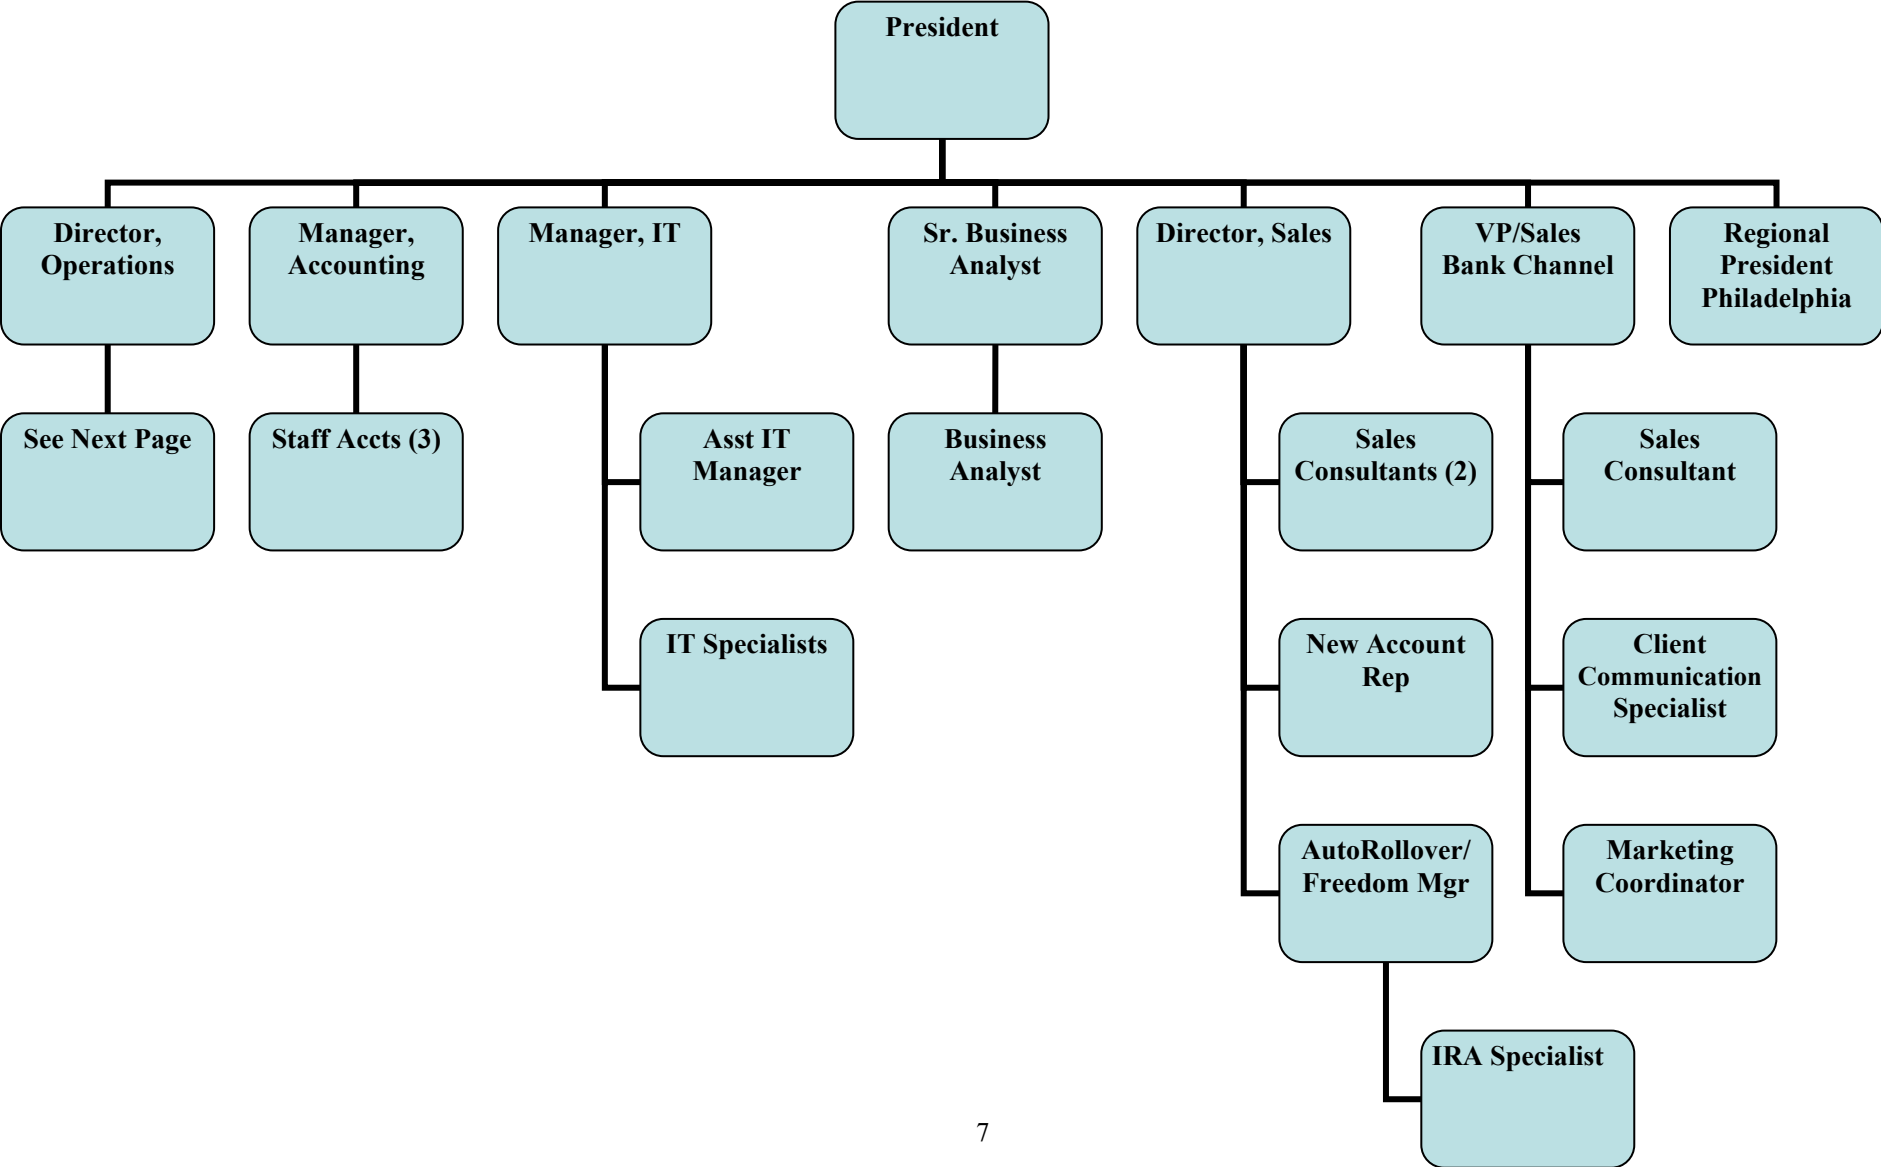 President
Director,
Operations
Manager,
Accounting
Manager, IT
Sr. Business
Analyst
Director, Sales
VP/Sales
Bank Channel
Regional
President
Philadelphia
See Next Page
Staff Accts (3)
Asst IT
Manager
Business
Analyst
Sales
Consultants (2)
Sales
Consultant
IT Specialists
New Account
Rep
Client
Communication
Specialist
AutoRollover/
Freedom Mgr
Marketing
Coordinator
IRA Specialist
7